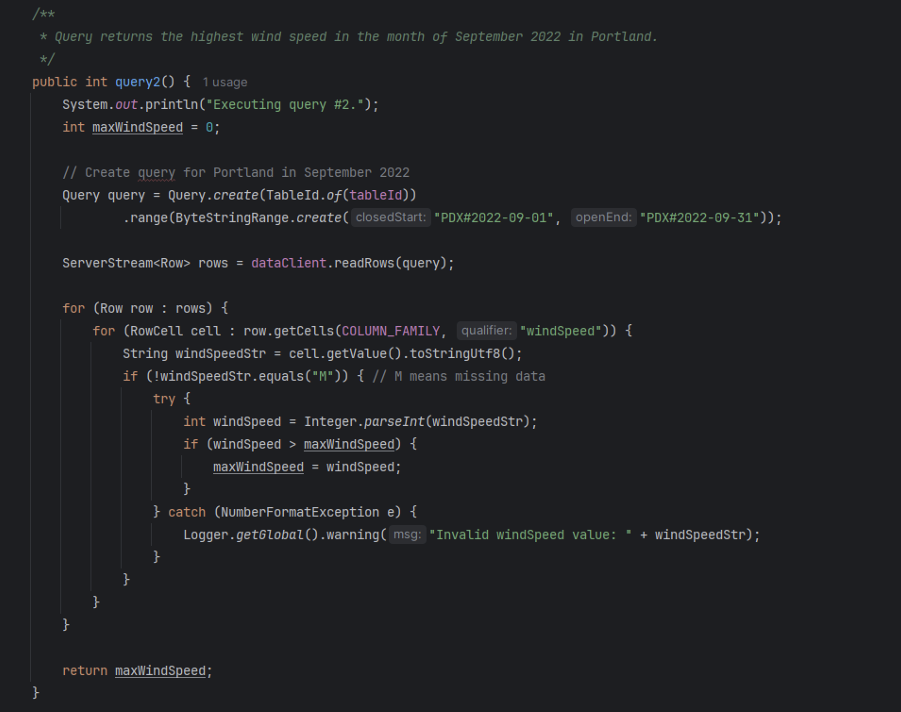 /**
 * Query returns the highest wind speed in the month of September 2022 in Portland.
 */
public int query2() { 1 usage
    System.out.println("Executing query #2.");
    int maxWindSpeed = 0;

    // Create query for Portland in September 2022
    Query query = Query.create(TableId.of(tableId))
            .range(ByteStringRange.create( closedStart: "PDX#2022-09-01", openEnd: "PDX#2022-09-31"));

    ServerStream<Row> rows = dataClient.readRows(query);

    for (Row row : rows) {
        for (RowCell cell : row.getCells(COLUMN_FAMILY, qualifier: "windSpeed")) {
            String windSpeedStr = cell.getValue().toStringUtf8();
            if (!windSpeedStr.equals("M")) { // M means missing data
                try {
                    int windSpeed = Integer.parseInt(windSpeedStr);
                    if (windSpeed > maxWindSpeed) {
                        maxWindSpeed = windSpeed;
                    }
                } catch (NumberFormatException e) {
                    Logger.getGlobal().warning( msg: "Invalid windSpeed value: " + windSpeedStr);
                }
            }
        }
    }

    return maxWindSpeed;
}